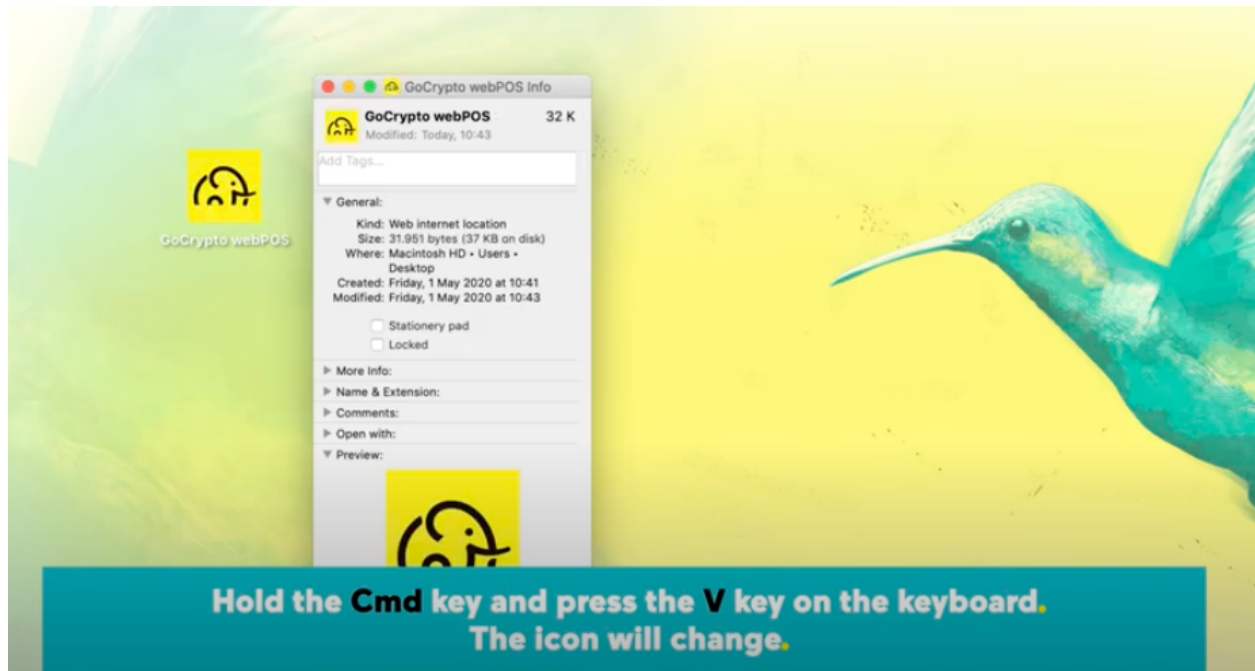 GoCrypto webPOS Info
GoCrypto webPOS 32 K
Modified: Today, 10:43
Add Tags...
GoCrypto webPOS
General:
Kind: Web internet location
Size: 31.951 bytes (37 KB on disk)
Where: Macintosh HD • Users •
Desktop
Created: Friday, 1 May 2020 at 10:41
Modified: Friday, 1 May 2020 at 10:43
Stationery pad
Locked
More Info:
Name & Extension:
Comments:
Open with:
Preview:
Hold the Cmd key and press the V key on the keyboard.
The icon will change.